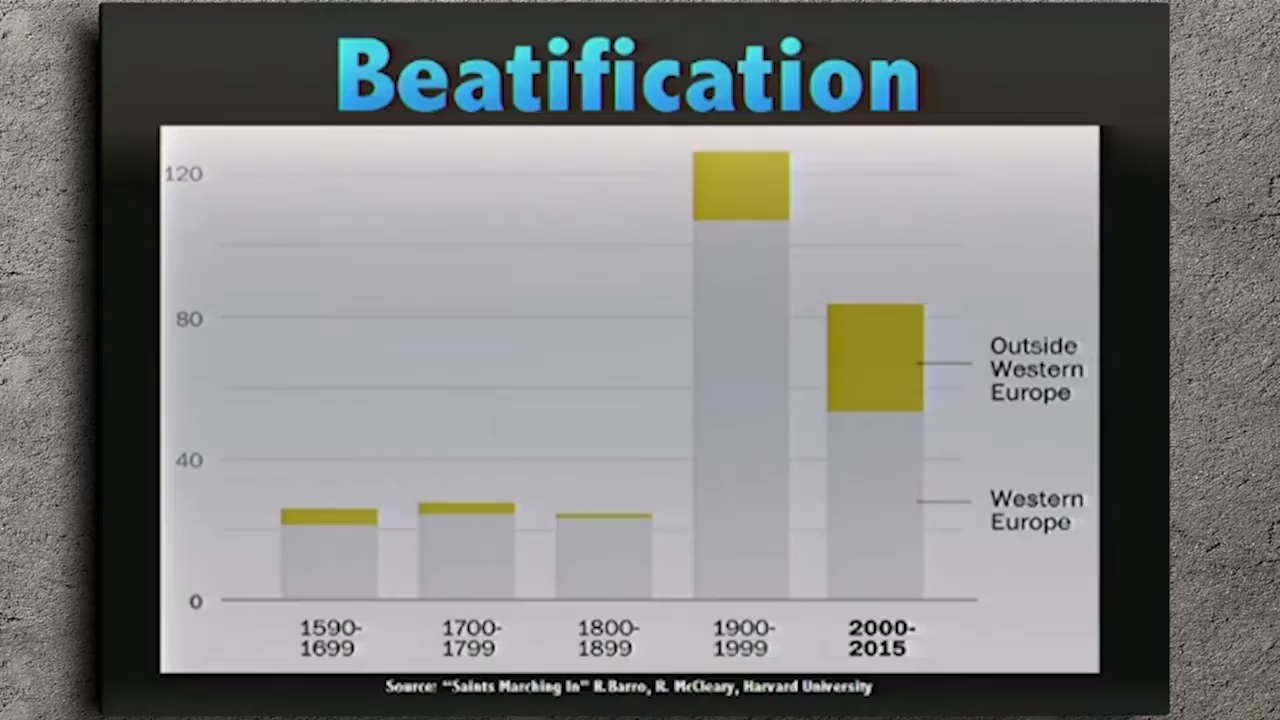 Beatification
120
80
40
0
Outside
Western
Europe
Western
Europe
1590-
1699
1700-
1799
1800-
1899
1900-
1999
2000-
2015
Source: "Saints Marching In" R.Barro, R. McCleary, Harvard University